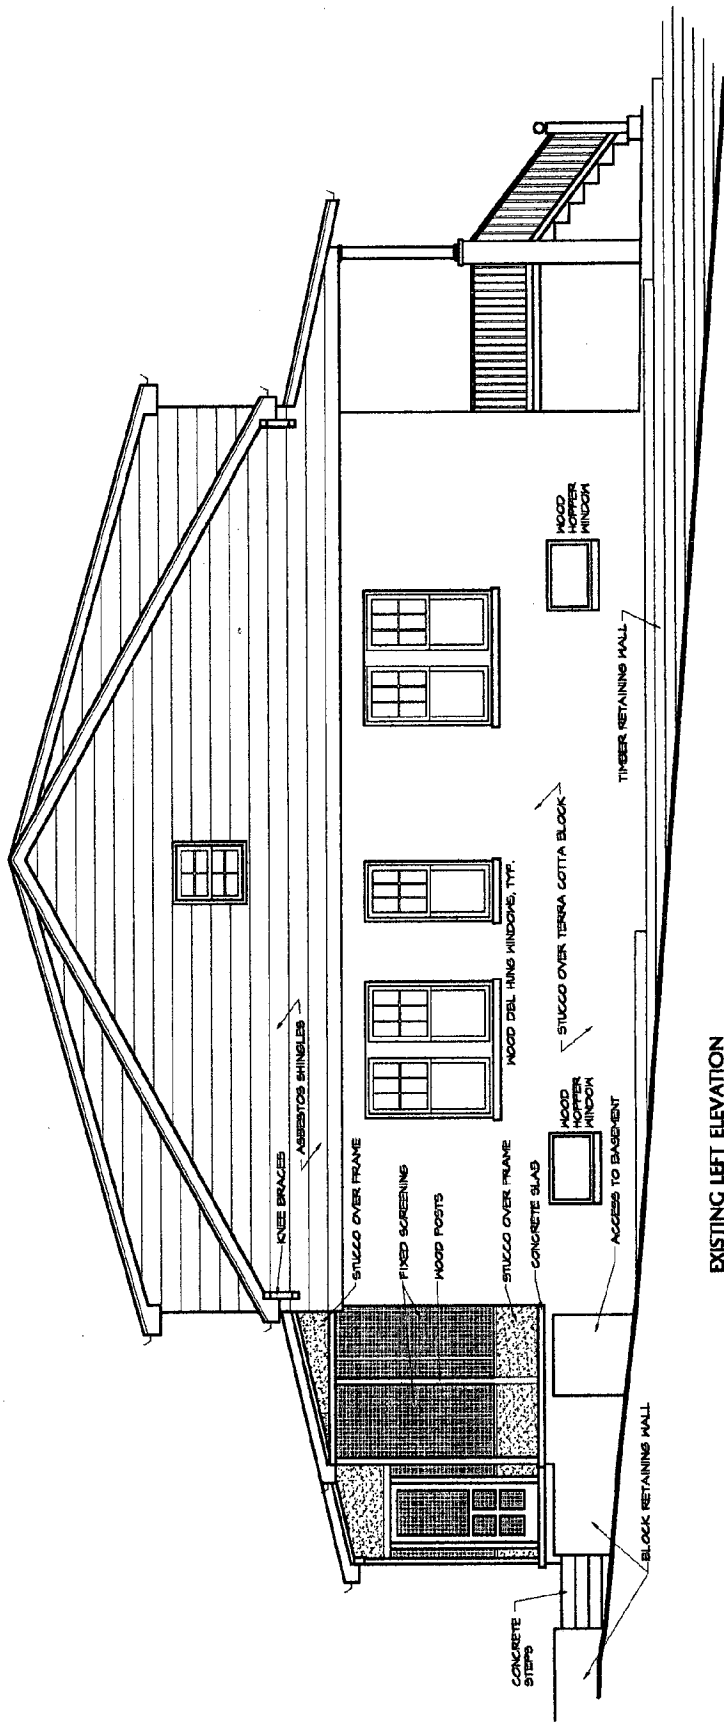 KNEE BRACES
ASBESTOS SHINGLES
STUCCO OVER FRAME
FIXED SCREENING
WOOD POSTS
STUCCO OVER FRAME
CONCRETE SLAB
CONCRETE
STEPS
BLOCK RETAINING WALL
ACCESS TO BASEMENT
WOOD
HOPPER
WINDOW
WOOD DBL HUNG WINDOWS, TYP.
STUCCO OVER TERRA COTTA BLOCK
TIMBER RETAINING WALL
WOOD
HOPPER
WINDOW
EXISTING LEFT ELEVATION